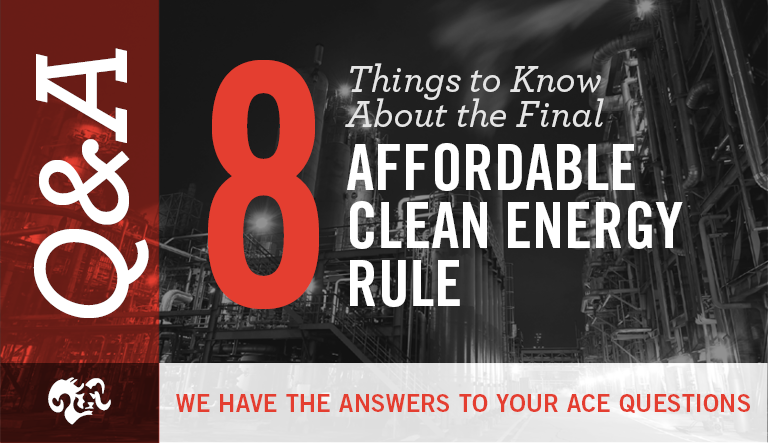 Q&A
8
Things to Know
About the Final
AFFORDABLE
CLEAN ENERGY
RULE
WE HAVE THE ANSWERS TO YOUR ACE QUESTIONS